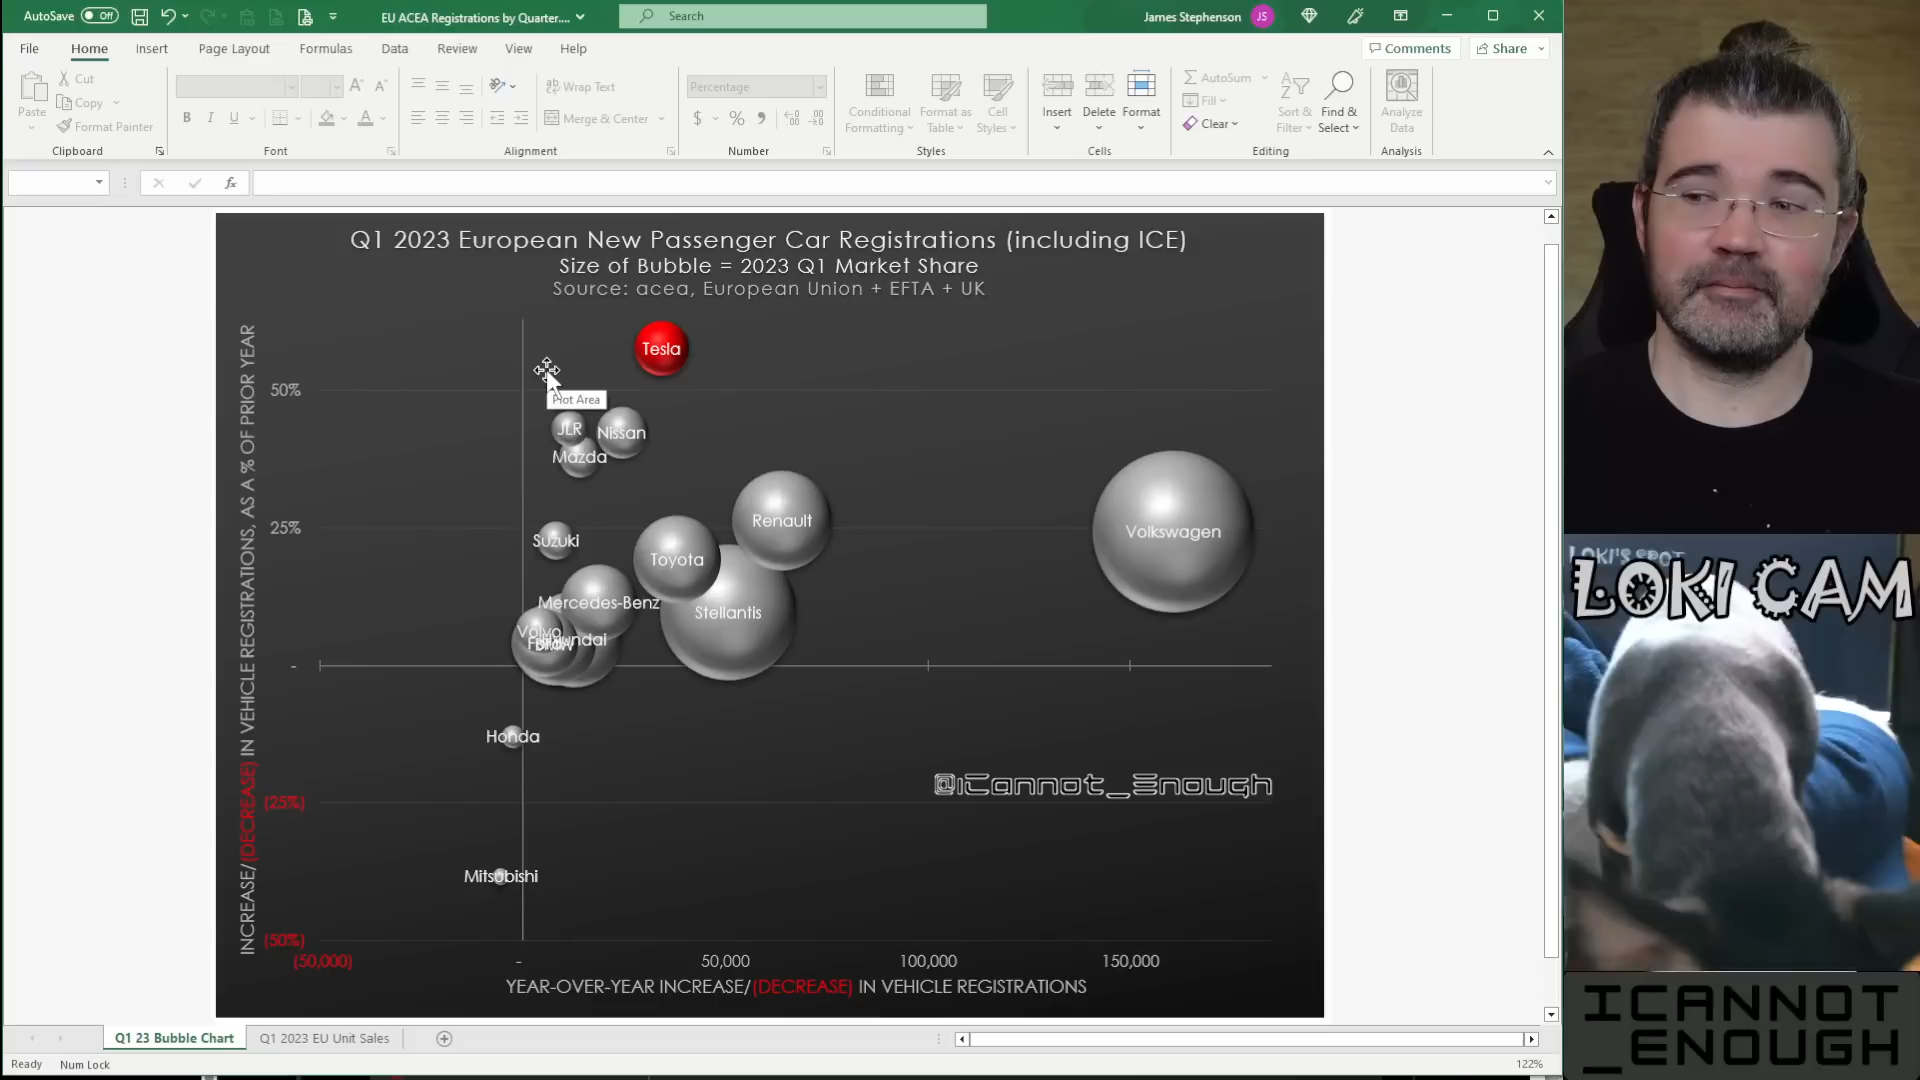 AutoSave Off
EU ACEA Registrations by Quarter....
Search
James Stephenson JS
File Home Insert Page Layout Formulas Data Review View Help
Comments Share
Paste
Cut
Copy
Format Painter
Clipboard
B I U
A A
Font
Wrap Text
Merge & Center
Alignment
Percentage
$ % 9
Number
Conditional Formatting
Format as Table
Cell Styles
Styles
Insert Delete Format
Cells
AutoSum
Fill
Clear
Sort & Filter
Find & Select
Editing
Analyze Data
Analysis
fx
Q1 2023 European New Passenger Car Registrations (including ICE)
Size of Bubble = 2023 Q1 Market Share
Source: acea, European Union + EFTA + UK
INCREASE/(DECREASE) IN VEHICLE REGISTRATIONS, AS A % OF PRIOR YEAR
50%
25%
-
(25%)
(50%)
Tesla
Plot Area
JLR
Nissan
Mazda
Renault
Volkswagen
Suzuki
Toyota
Mercedes-Benz
Stellantis
Volvo
Honda
@iCannot_Enough
Mitsubishi
(50,000) - 50,000 100,000 150,000
YEAR-OVER-YEAR INCREASE/(DECREASE) IN VEHICLE REGISTRATIONS
Q1 23 Bubble Chart Q1 2023 EU Unit Sales
Ready Num Lock
122%
LOKI'S SPOT
LOKI CAM
ICANNOT
_ENOUGH